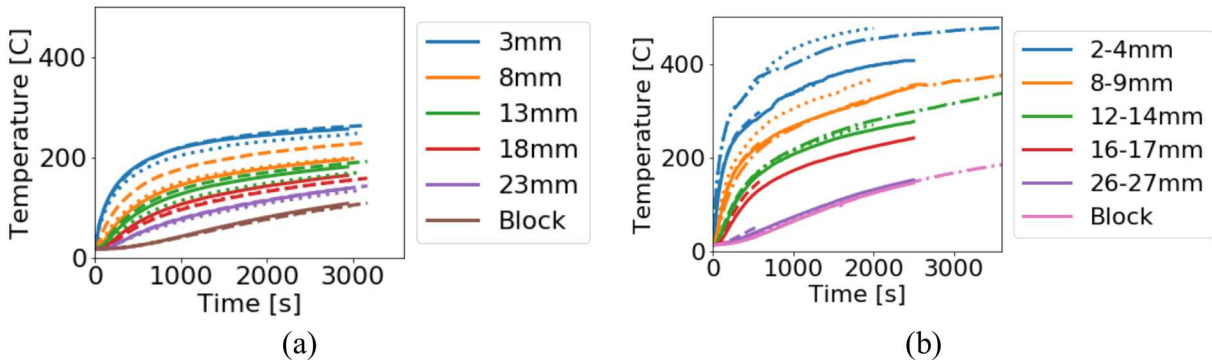 Temperature [C]
400
200
0
0
1000
2000
3000
Time [s]
3mm
8mm
13mm
18mm
23mm
Block
(a)
Temperature [C]
400
200
0
0
1000
2000
3000
Time [s]
2-4mm
8-9mm
12-14mm
16-17mm
26-27mm
Block
(b)